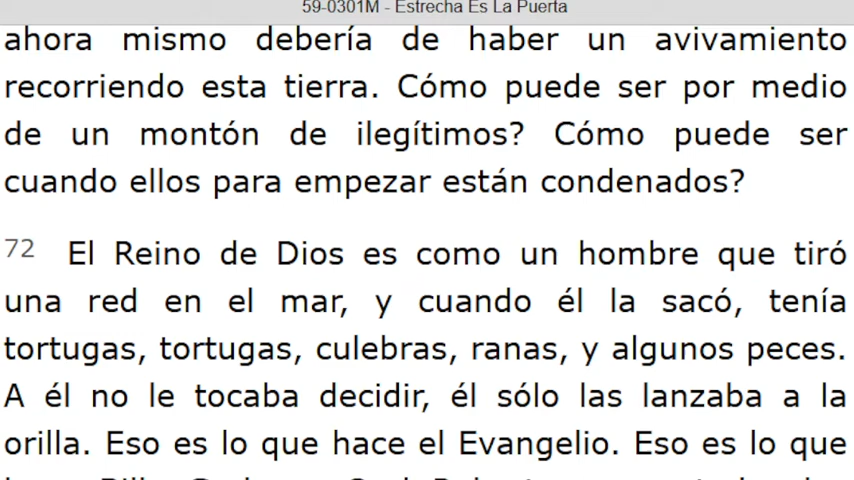 59-0301M - Estrecha Es La Puerta
ahora mismo debería de haber un avivamiento
recorriendo esta tierra. Cómo puede ser por medio
de un montón de ilegítimos? Cómo puede ser
cuando ellos para empezar están condenados?
72 El Reino de Dios es como un hombre que tiró
una red en el mar, y cuando él la sacó, tenía
tortugas, tortugas, culebras, ranas, y algunos peces.
A él no le tocaba decidir, él sólo las lanzaba a la
orilla. Eso es lo que hace el Evangelio. Eso es lo que